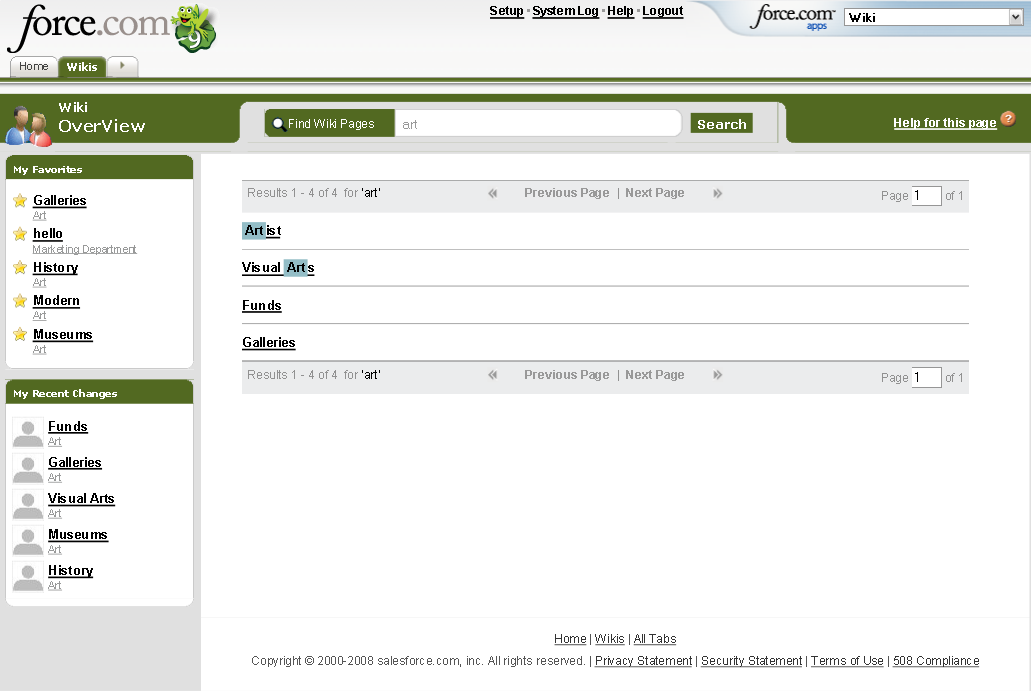 force.com
9
Setup · System Log · Help · Logout
force.com
apps
Wiki
Home
Wikis
Wiki
OverView
Find Wiki Pages
art
Search
Help for this page
?
My Favorites
Galleries
Art
hello
Marketing Department
History
Art
Modern
Art
Museums
Art
My Recent Changes
Funds
Art
Galleries
Art
Visual Arts
Art
Museums
Art
History
Art
Results 1 - 4 of 4 for 'art'
Previous Page | Next Page
Page 1 of 1
Artist
Visual Arts
Funds
Galleries
Results 1 - 4 of 4 for 'art'
Previous Page | Next Page
Page 1 of 1
Home | Wikis | All Tabs
Copyright © 2000-2008 salesforce.com, inc. All rights reserved. | Privacy Statement | Security Statement | Terms of Use | 508 Compliance